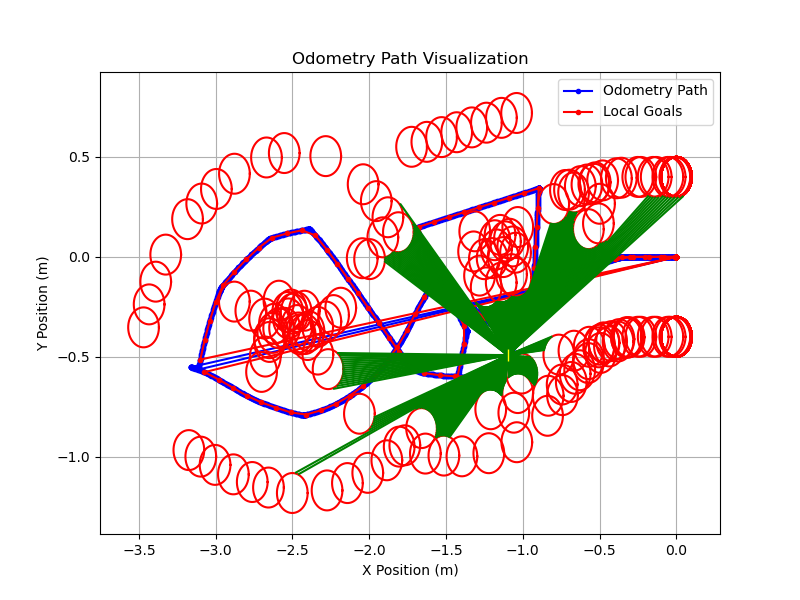 Odometry Path Visualization
Odometry Path
Local Goals
0.5
0.0
−0.5
−1.0
Y Position (m)
−3.5 −3.0 −2.5 −2.0 −1.5 −1.0 −0.5 0.0
X Position (m)